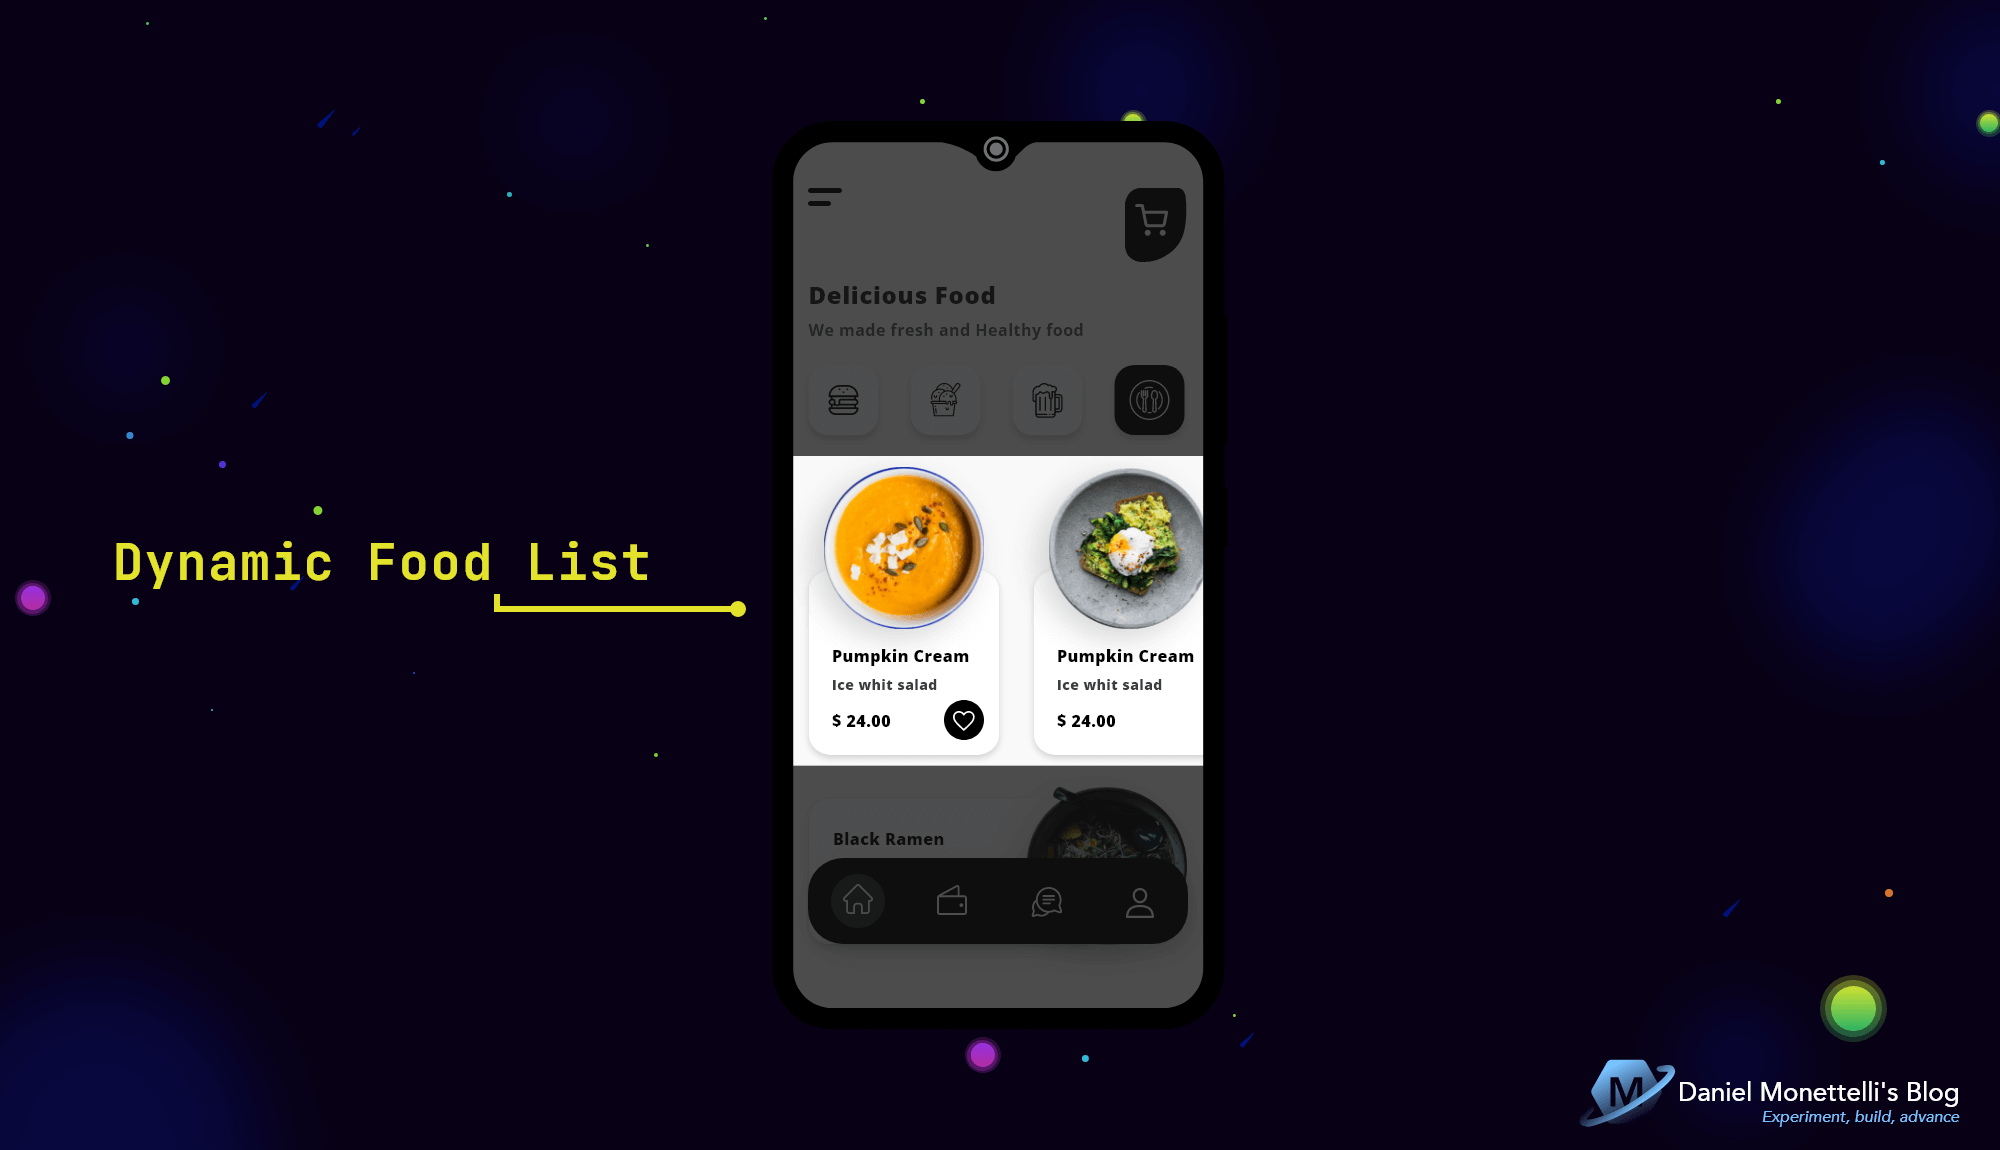 Delicious Food
We made fresh and Healthy food
Dynamic Food List
Pumpkin Cream
Ice whit salad
$ 24.00
Pumpkin Cream
Ice whit salad
$ 24.00
Black Ramen
M
Daniel Monettelli's Blog
Experiment, build, advance